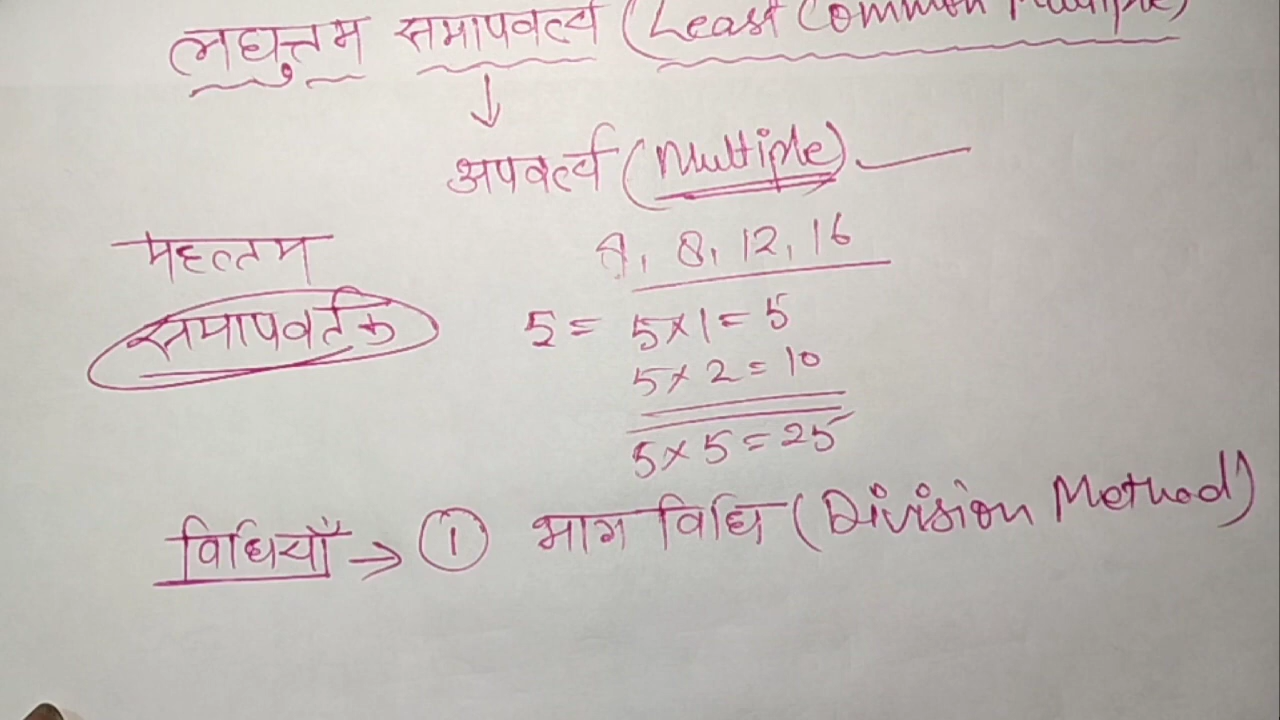 लघुत्तम समापवर्त्य (Least Common Multiple)
↓
अपवर्त्य (Multiple)
महत्तम
समापवर्तक
4, 8, 12, 16
5 = 5×1=5
5×2=10
5×5=25
विधियाँ → ① भाग विधि (Division Method)